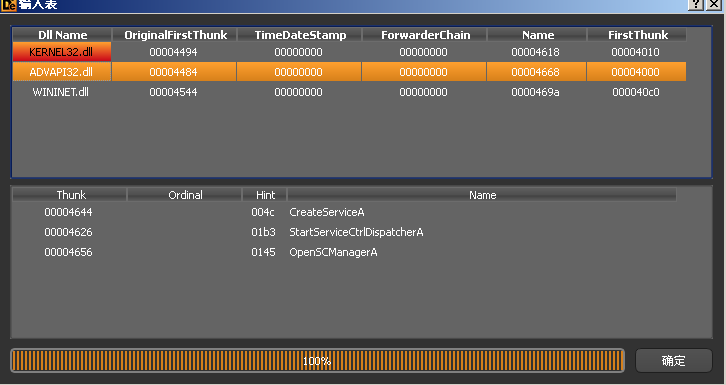 输入表
Dll Name OriginalFirstThunk TimeDateStamp ForwarderChain Name FirstThunk
KERNEL32.dll 00004494 00000000 00000000 00004618 00004010
ADVAPI32.dll 00004484 00000000 00000000 00004668 00004000
WININET.dll 00004544 00000000 00000000 0000469a 000040c0
Thunk Ordinal Hint Name
00004644 004c CreateServiceA
00004626 01b3 StartServiceCtrlDispatcherA
00004656 0145 OpenSCManagerA
100% 确定